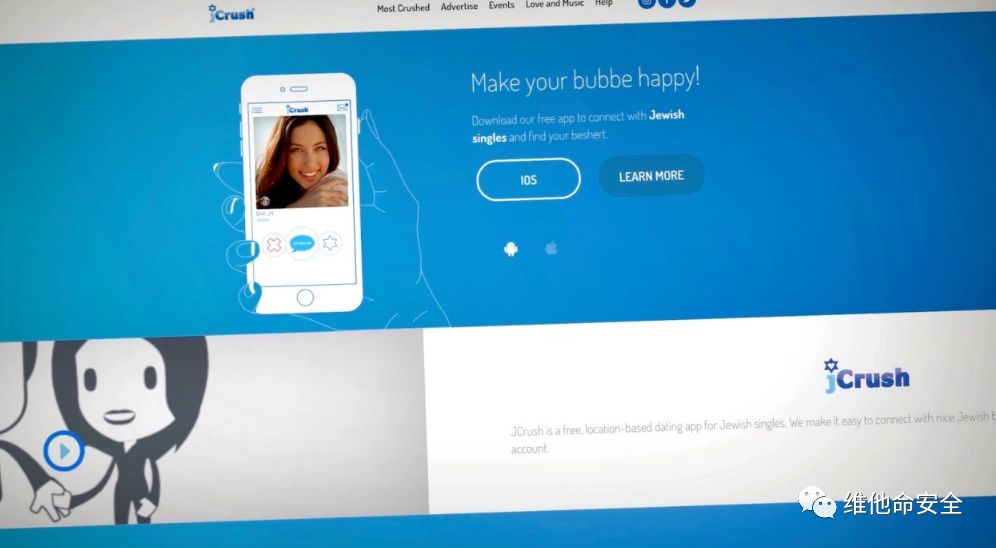 jCrush
Most Crushed Advertise Events Love and Music Help
Make your bubbe happy!
Download our free app to connect with Jewish
singles and find your beshert.
IOS
LEARN MORE
jCrush
jCrush
JCrush is a free, location-based dating app for Jewish singles. We make it easy to connect with nice Jewish
account.
维他命安全